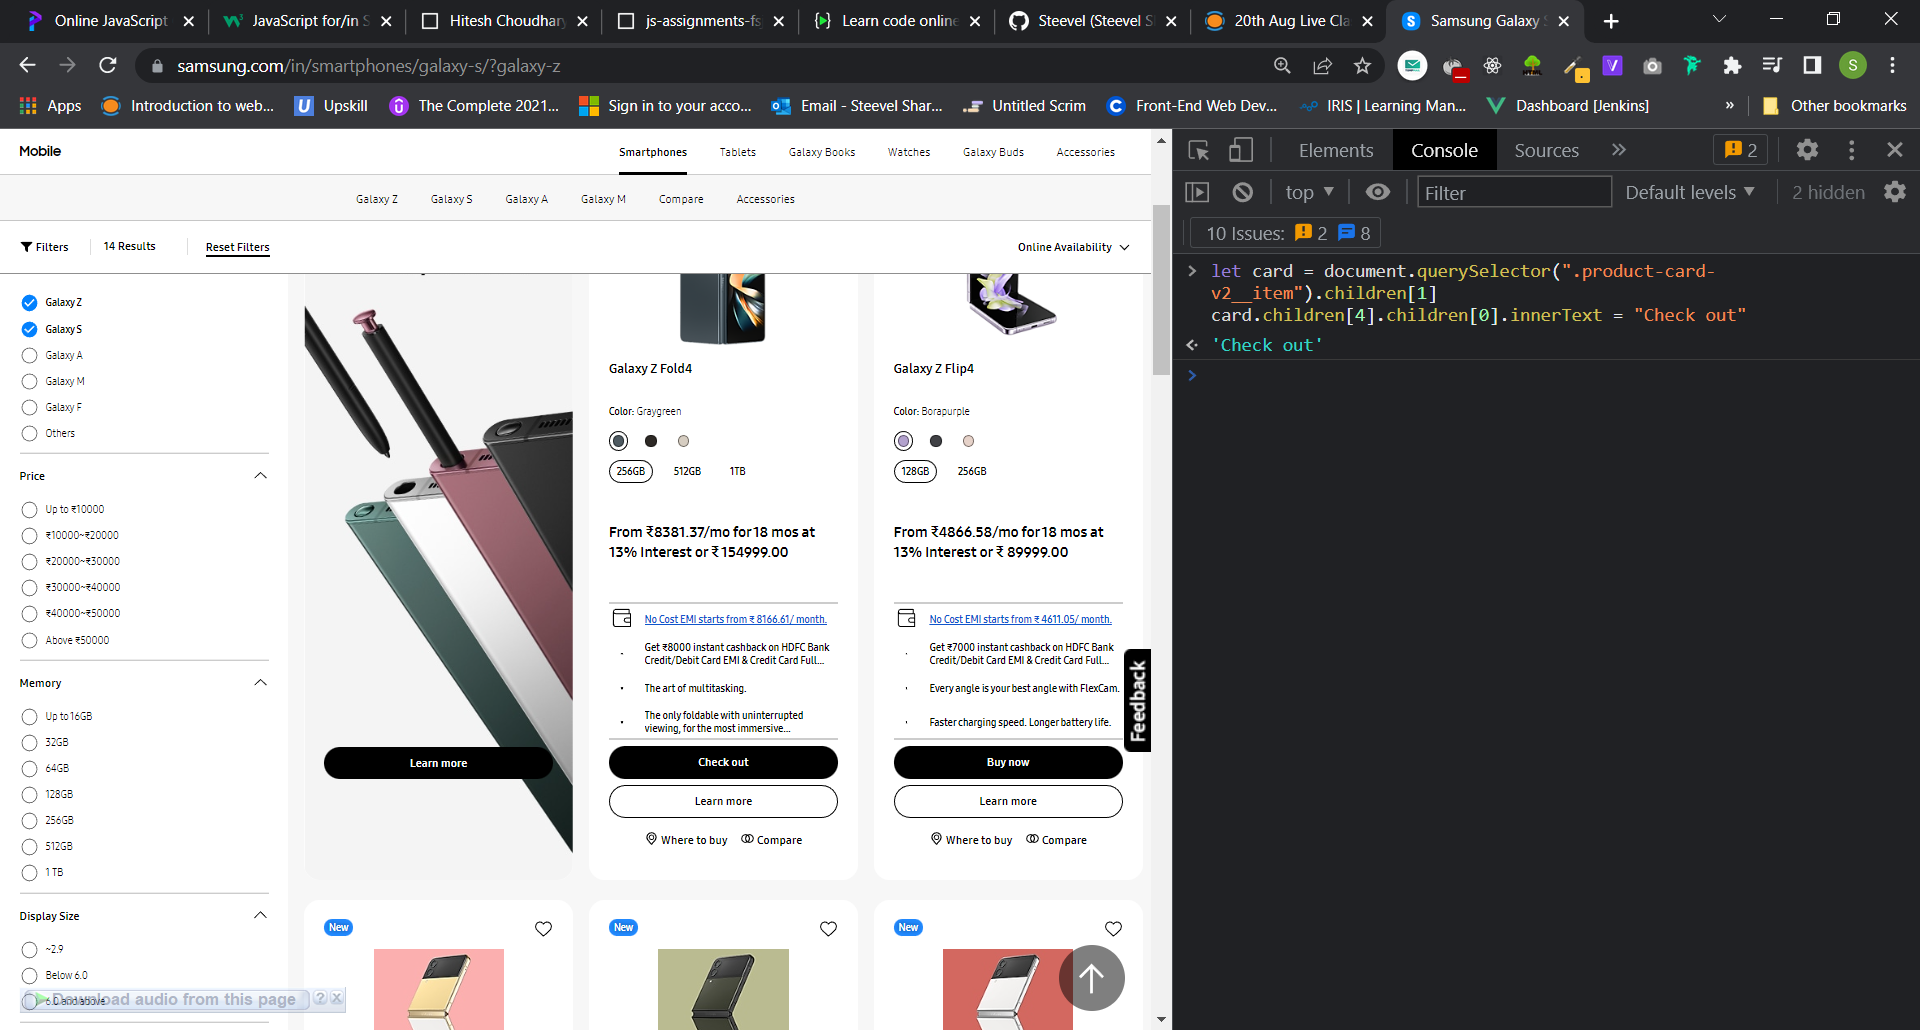 Online JavaScript
JavaScript for/in S
Hitesh Choudhary
js-assignments-fs
Learn code online
Steevel (Steevel S
20th Aug Live Cla
Samsung Galaxy S
samsung.com/in/smartphones/galaxy-s/?galaxy-z
S
Apps
Introduction to web...
Upskill
The Complete 2021...
Sign in to your acco...
Email - Steevel Shar...
Untitled Scrim
Front-End Web Dev...
IRIS | Learning Man...
Dashboard [Jenkins]
»
Other bookmarks
Mobile
Smartphones
Tablets
Galaxy Books
Watches
Galaxy Buds
Accessories
Galaxy Z
Galaxy S
Galaxy A
Galaxy M
Compare
Accessories
Filters
14 Results
Reset Filters
Online Availability
Galaxy Z
Galaxy S
Galaxy A
Galaxy M
Galaxy F
Others
Price
Up to ₹10000
₹10000~₹20000
₹20000~₹30000
₹30000~₹40000
₹40000~₹50000
Above ₹50000
Memory
Up to 16GB
32GB
64GB
128GB
256GB
512GB
1 TB
Display Size
~2.9
Below 6.0
6.0 and above
Download audio from this page
Learn more
Galaxy Z Fold4
Color: Graygreen
256GB
512GB
1TB
From ₹8381.37/mo for 18 mos at
13% Interest or ₹ 154999.00
No Cost EMI starts from ₹ 8166.61/ month.
Get ₹8000 instant cashback on HDFC Bank
Credit/Debit Card EMI & Credit Card Full...
The art of multitasking.
The only foldable with uninterrupted
viewing, for the most immersive...
Check out
Learn more
Where to buy
Compare
Galaxy Z Flip4
Color: Borapurple
128GB
256GB
From ₹4866.58/mo for 18 mos at
13% Interest or ₹ 89999.00
No Cost EMI starts from ₹ 4611.05/ month.
Get ₹7000 instant cashback on HDFC Bank
Credit/Debit Card EMI & Credit Card Full...
Every angle is your best angle with FlexCam.
Faster charging speed. Longer battery life.
Buy now
Learn more
Where to buy
Compare
Feedback
New
New
New
Elements
Console
Sources
»
2
top
Filter
Default levels
2 hidden
10 Issues: 2 8
let card = document.querySelector(".product-card-
v2__item").children[1]
card.children[4].children[0].innerText = "Check out"
'Check out'